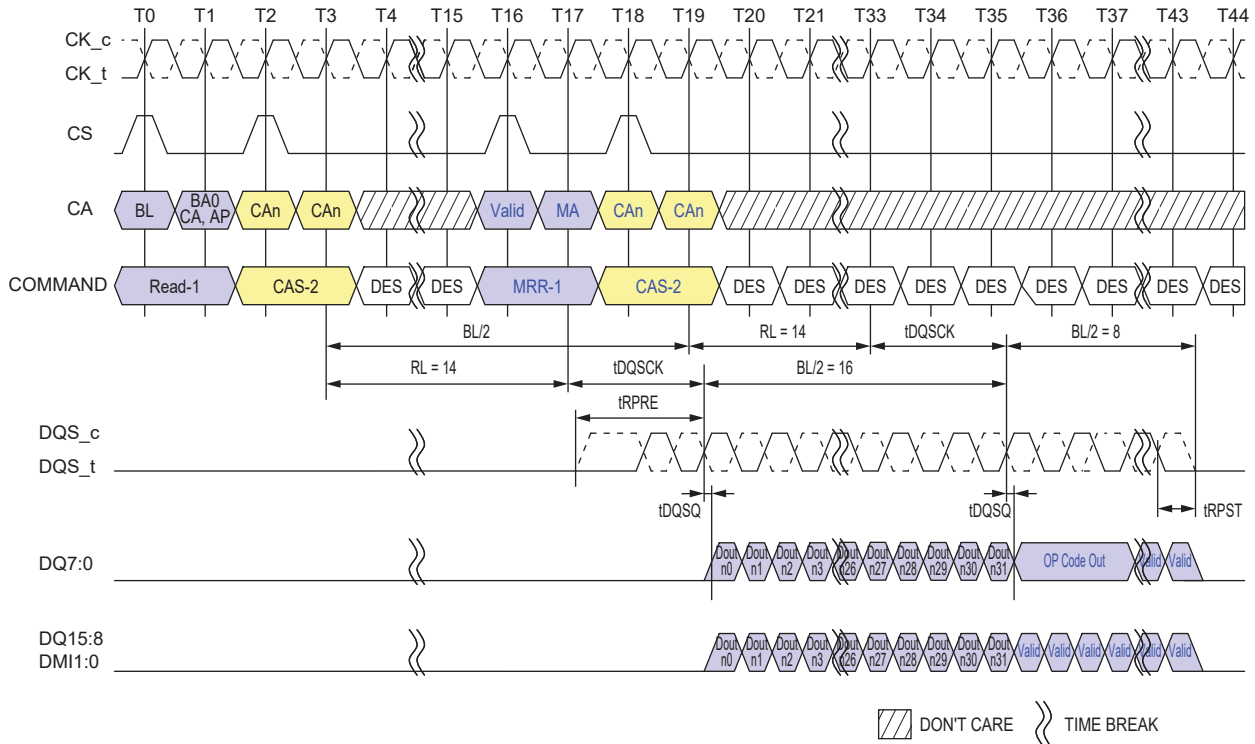 T0 T1 T2 T3 T4 T15 T16 T17 T18 T19 T20 T21 T33 T34 T35 T36 T37 T43 T44
CK_c
CK_t
CS
CA BL BA0 CA, AP CAn CAn Valid MA CAn CAn
COMMAND Read-1 CAS-2 DES DES MRR-1 CAS-2 DES DES DES DES DES DES DES DES DES
BL/2 RL = 14 tDQSCK BL/2 = 8
RL = 14 tDQSCK BL/2 = 16
tRPRE
DQS_c
DQS_t
tDQSQ tDQSQ tRPST
DQ7:0 Dout n0 Dout n1 Dout n2 Dout n3 Dout n26 Dout n27 Dout n28 Dout n29 Dout n30 Dout n31 OP Code Out Valid Valid
DQ15:8
DMI1:0 Dout n0 Dout n1 Dout n2 Dout n3 Dout n26 Dout n27 Dout n28 Dout n29 Dout n30 Dout n31 Valid Valid Valid Valid Valid Valid
DON'T CARE TIME BREAK